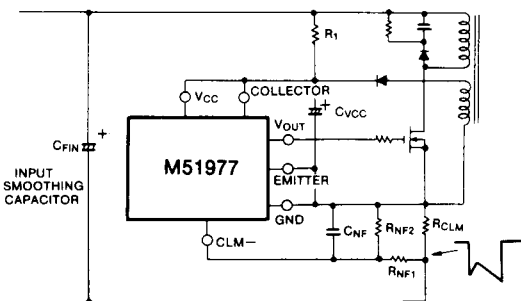 R1
VCC
COLLECTOR
+
CVCC
VOUT
CFIN
+
M51977
EMITTER
INPUT
SMOOTHING
CAPACITOR
GND
CNF
RNF2
RCLM
CLM−
RNF1